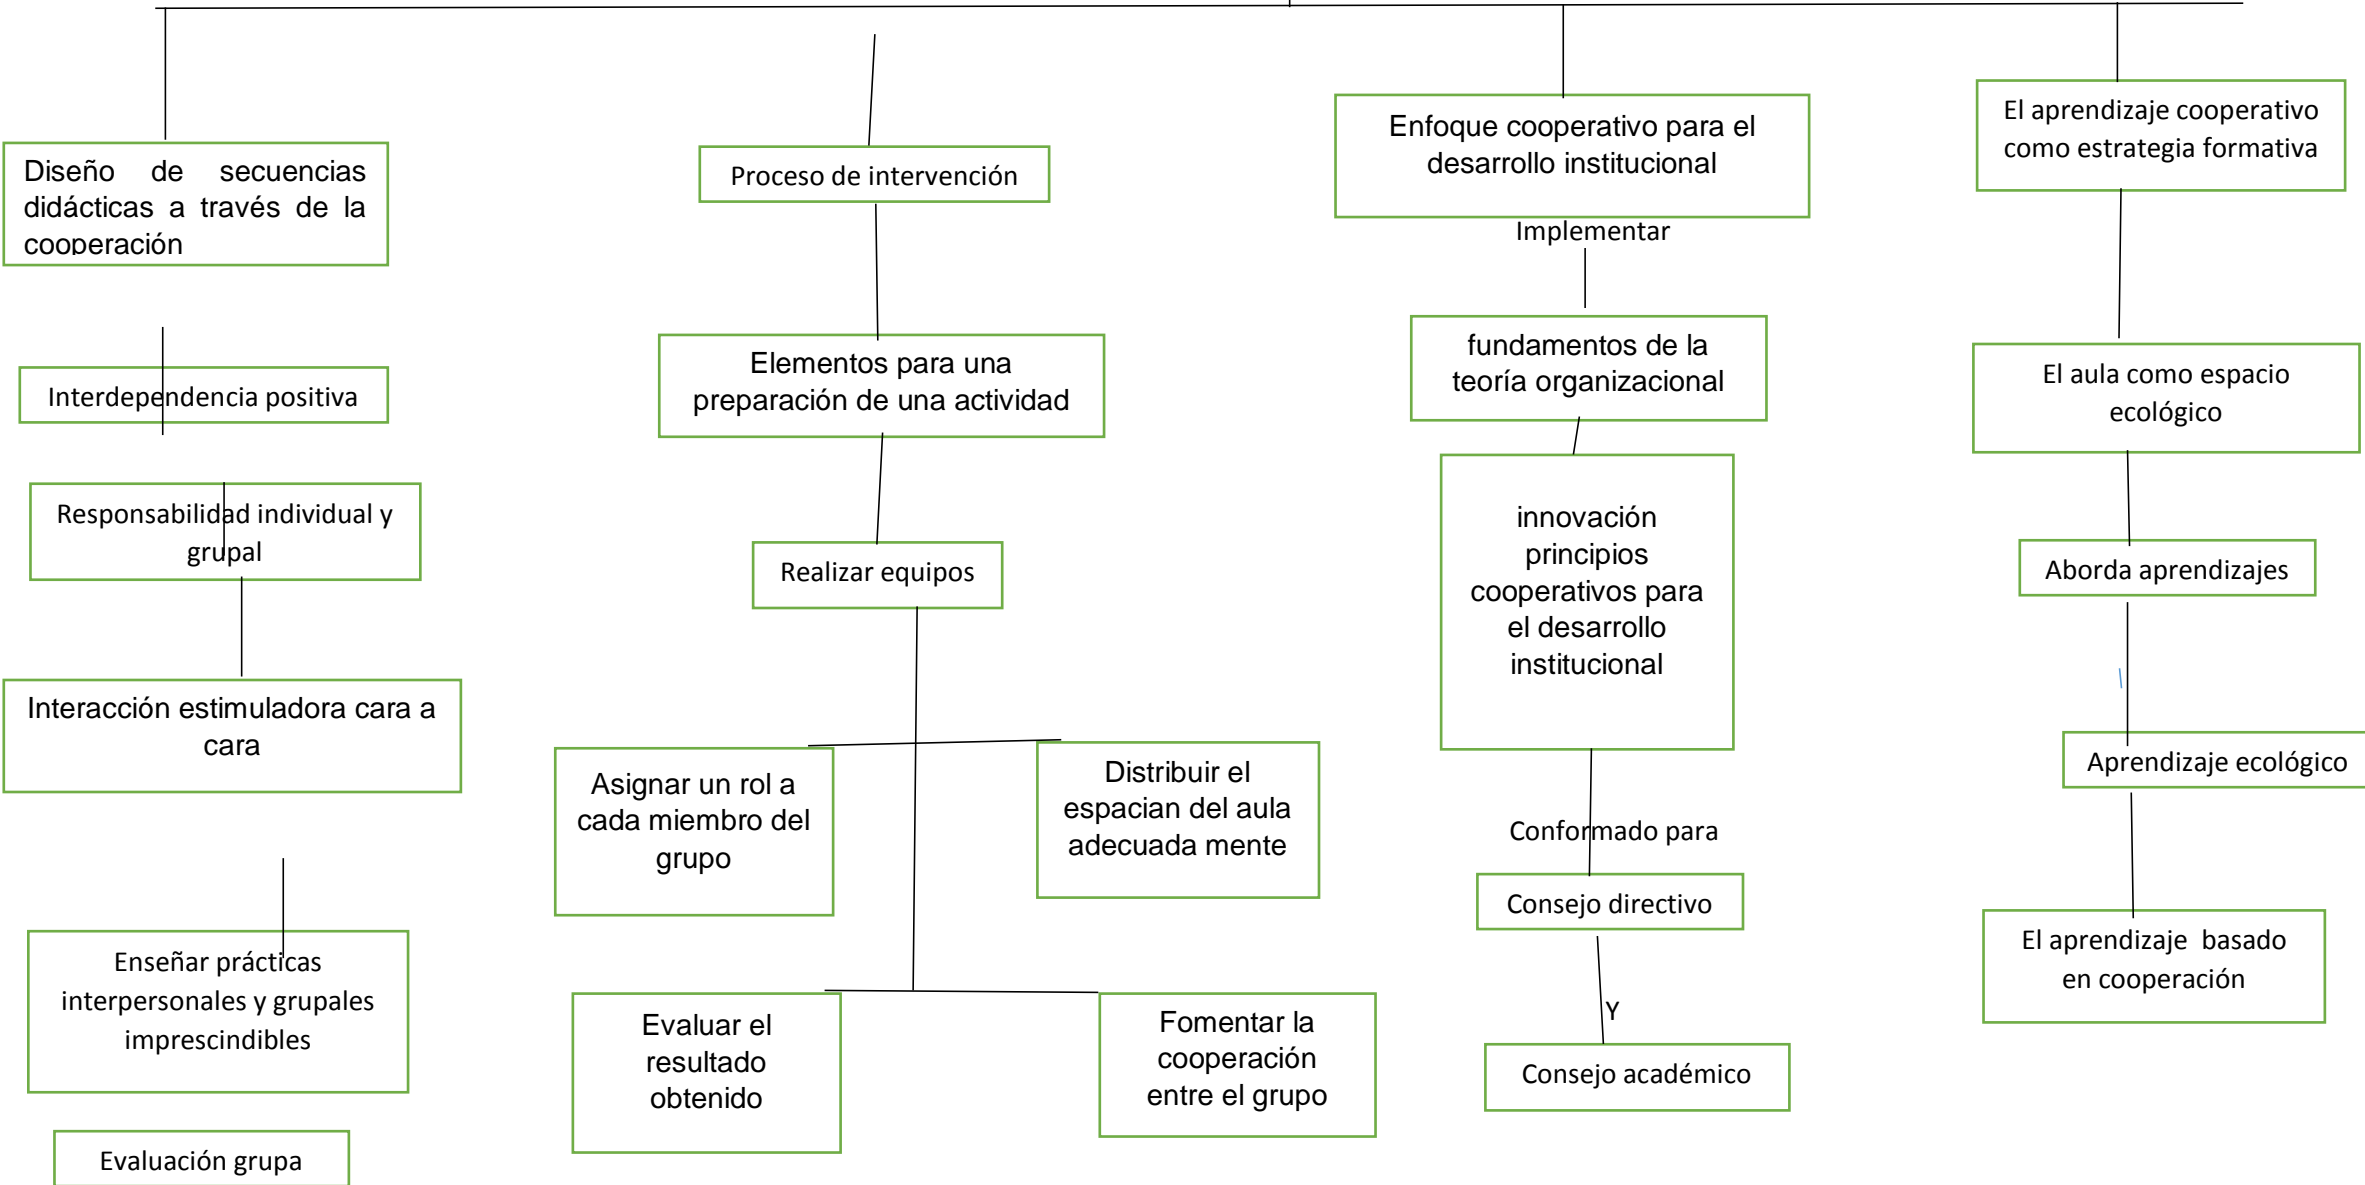 Diseño de secuencias
didácticas a través de la
cooperación
Interdependencia positiva
Responsabilidad individual y
grupal
Interacción estimuladora cara a
cara
Enseñar prácticas
interpersonales y grupales
imprescindibles
Evaluación grupa
Proceso de intervención
Elementos para una
preparación de una actividad
Realizar equipos
Asignar un rol a
cada miembro del
grupo
Distribuir el
espacian del aula
adecuada mente
Evaluar el
resultado
obtenido
Fomentar la
cooperación
entre el grupo
Enfoque cooperativo para el
desarrollo institucional
Implementar
fundamentos de la
teoría organizacional
innovación
principios
cooperativos para
el desarrollo
institucional
Conformado para
Consejo directivo
Y
Consejo académico
El aprendizaje cooperativo
como estrategia formativa
El aula como espacio
ecológico
Aborda aprendizajes
Aprendizaje ecológico
El aprendizaje  basado
en cooperación